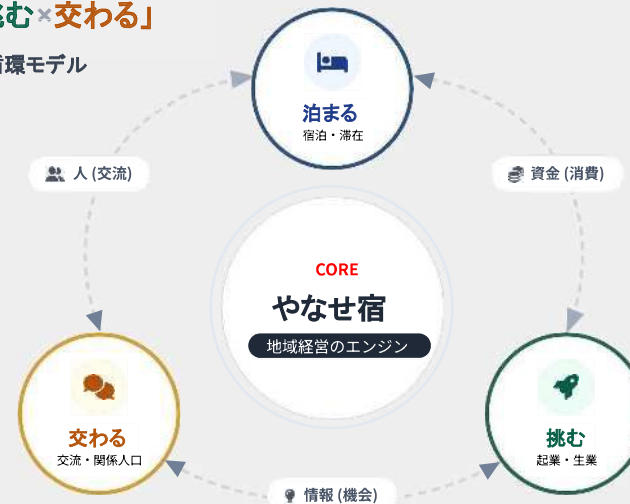 む×交わる」
環モデル
泊まる
宿泊・滞在
人 (交流)
資金 (消費)
CORE
やなせ宿
地域経営のエンジン
交わる
交流・関係人口
挑む
起業・生業
情報 (機会)